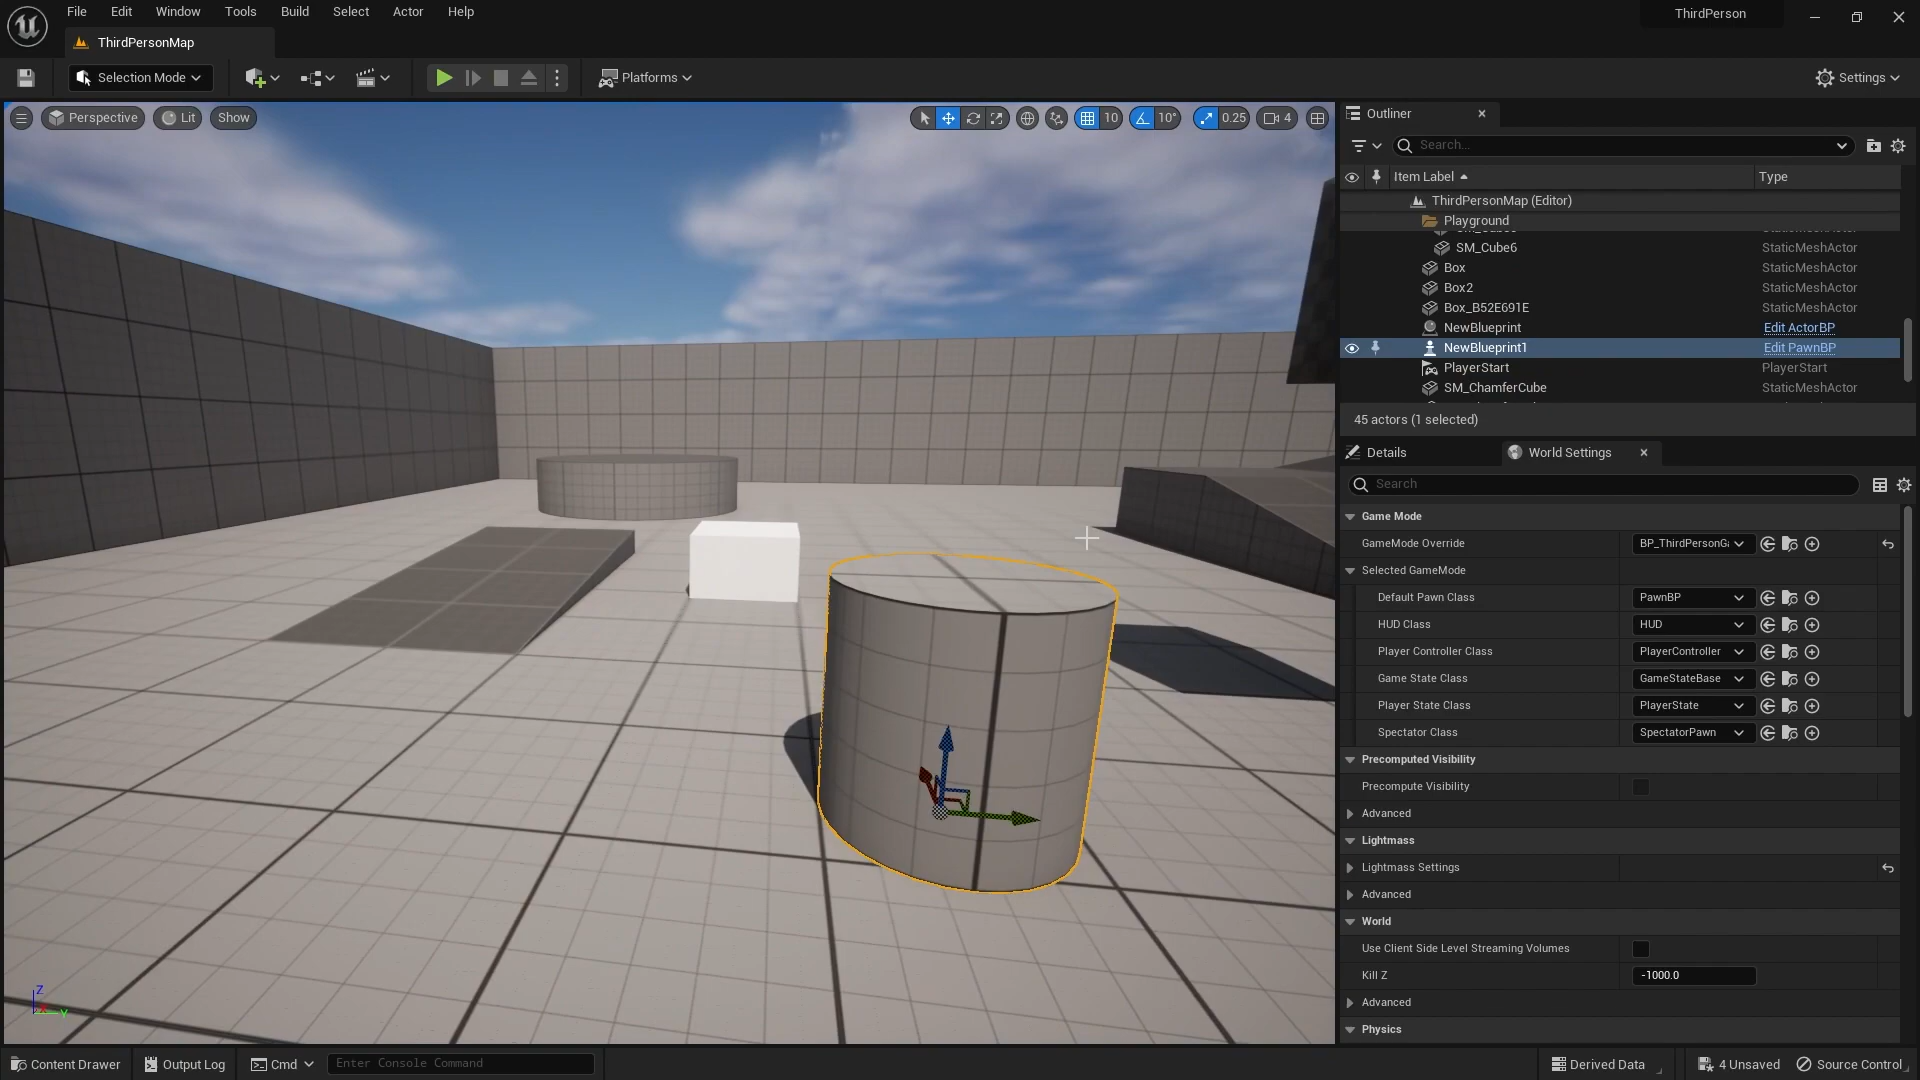 File Edit Window Tools Build Select Actor Help
ThirdPerson
ThirdPersonMap
Selection Mode
Platforms
Settings
Perspective Lit Show
10 10° 0.25 4
Outliner
Search...
Item Label Type
ThirdPersonMap (Editor)
Playground
SM_Cube6 StaticMeshActor
Box StaticMeshActor
Box2 StaticMeshActor
Box_B52E691E StaticMeshActor
NewBlueprint Edit ActorBP
NewBlueprint1 Edit PawnBP
PlayerStart PlayerStart
SM_ChamferCube StaticMeshActor
45 actors (1 selected)
Details World Settings
Search
Game Mode
GameMode Override BP_ThirdPersonGa
Selected GameMode
Default Pawn Class PawnBP
HUD Class HUD
Player Controller Class PlayerController
Game State Class GameStateBase
Player State Class PlayerState
Spectator Class SpectatorPawn
Precomputed Visibility
Precompute Visibility
Advanced
Lightmass
Lightmass Settings
Advanced
World
Use Client Side Level Streaming Volumes
Kill Z -1000.0
Advanced
Physics
Z
Y
Content Drawer Output Log Cmd Enter Console Command
Derived Data 4 Unsaved Source Control